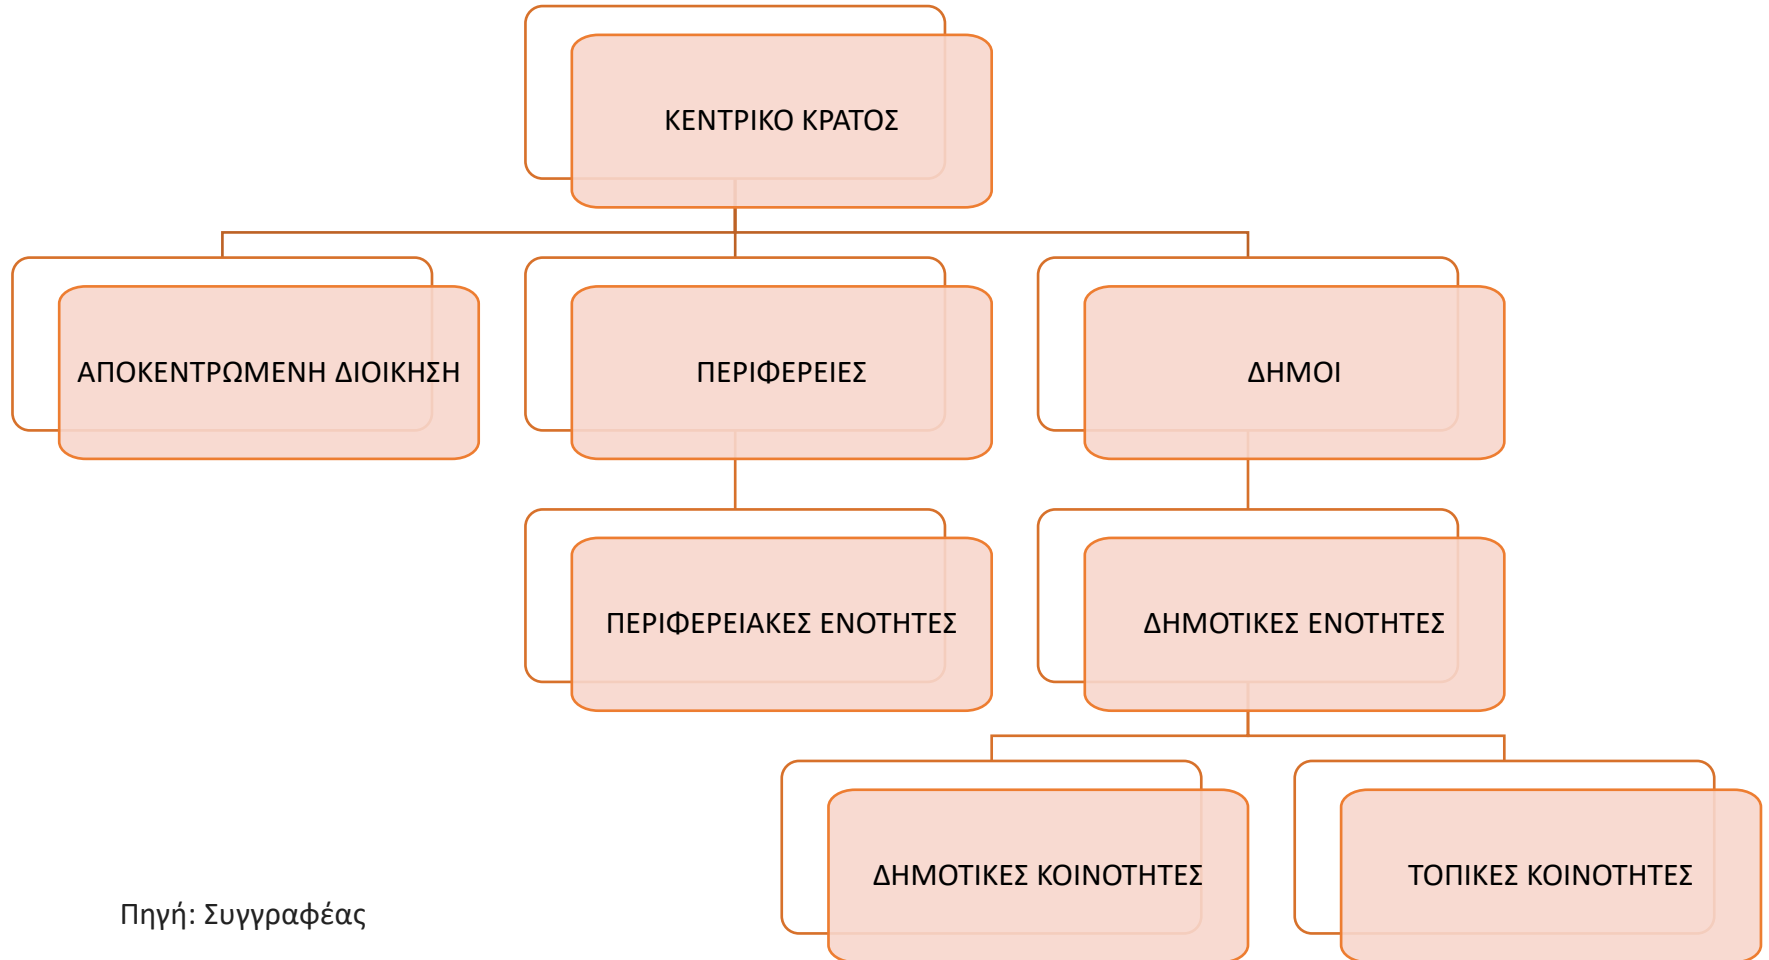 ΚΕΝΤΡΙΚΟ ΚΡΑΤΟΣ
ΑΠΟΚΕΝΤΡΩΜΕΝΗ ΔΙΟΙΚΗΣΗ
ΠΕΡΙΦΕΡΕΙΕΣ
ΔΗΜΟΙ
ΠΕΡΙΦΕΡΕΙΑΚΕΣ ΕΝΟΤΗΤΕΣ
ΔΗΜΟΤΙΚΕΣ ΕΝΟΤΗΤΕΣ
ΔΗΜΟΤΙΚΕΣ ΚΟΙΝΟΤΗΤΕΣ
ΤΟΠΙΚΕΣ ΚΟΙΝΟΤΗΤΕΣ
Πηγή: Συγγραφέας